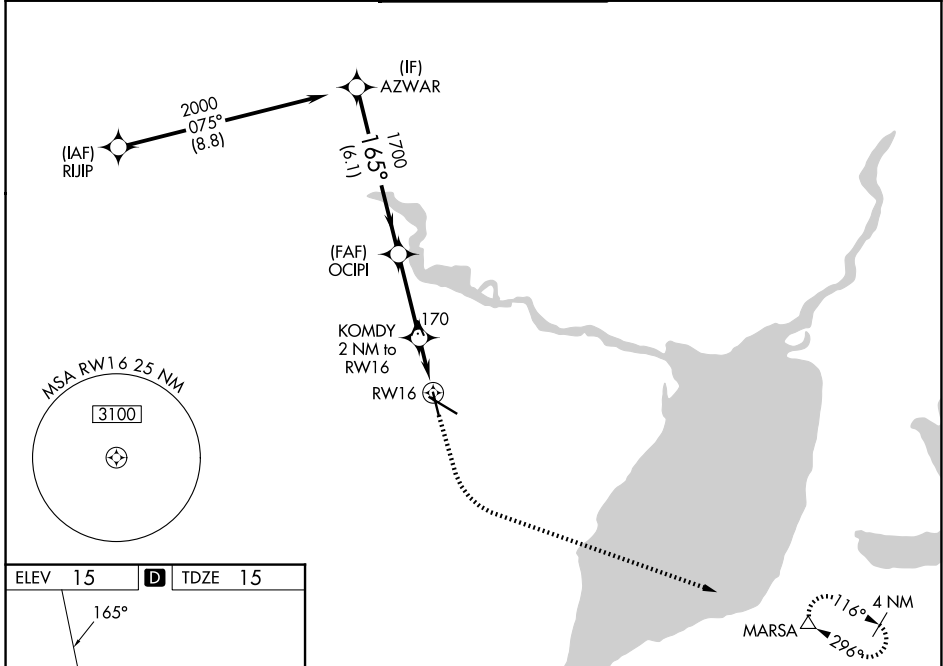 (IF)
AZWAR
2000
075°
(8.8)
(IAF)
RIJIP
1700
165°
(6.1)
(FAF)
OCIPI
170
KOMDY
2 NM to
RW16
RW16
MSA RW16 25 NM
3100
ELEV 15 D TDZE 15
165°
116°
4 NM
MARSA
296°